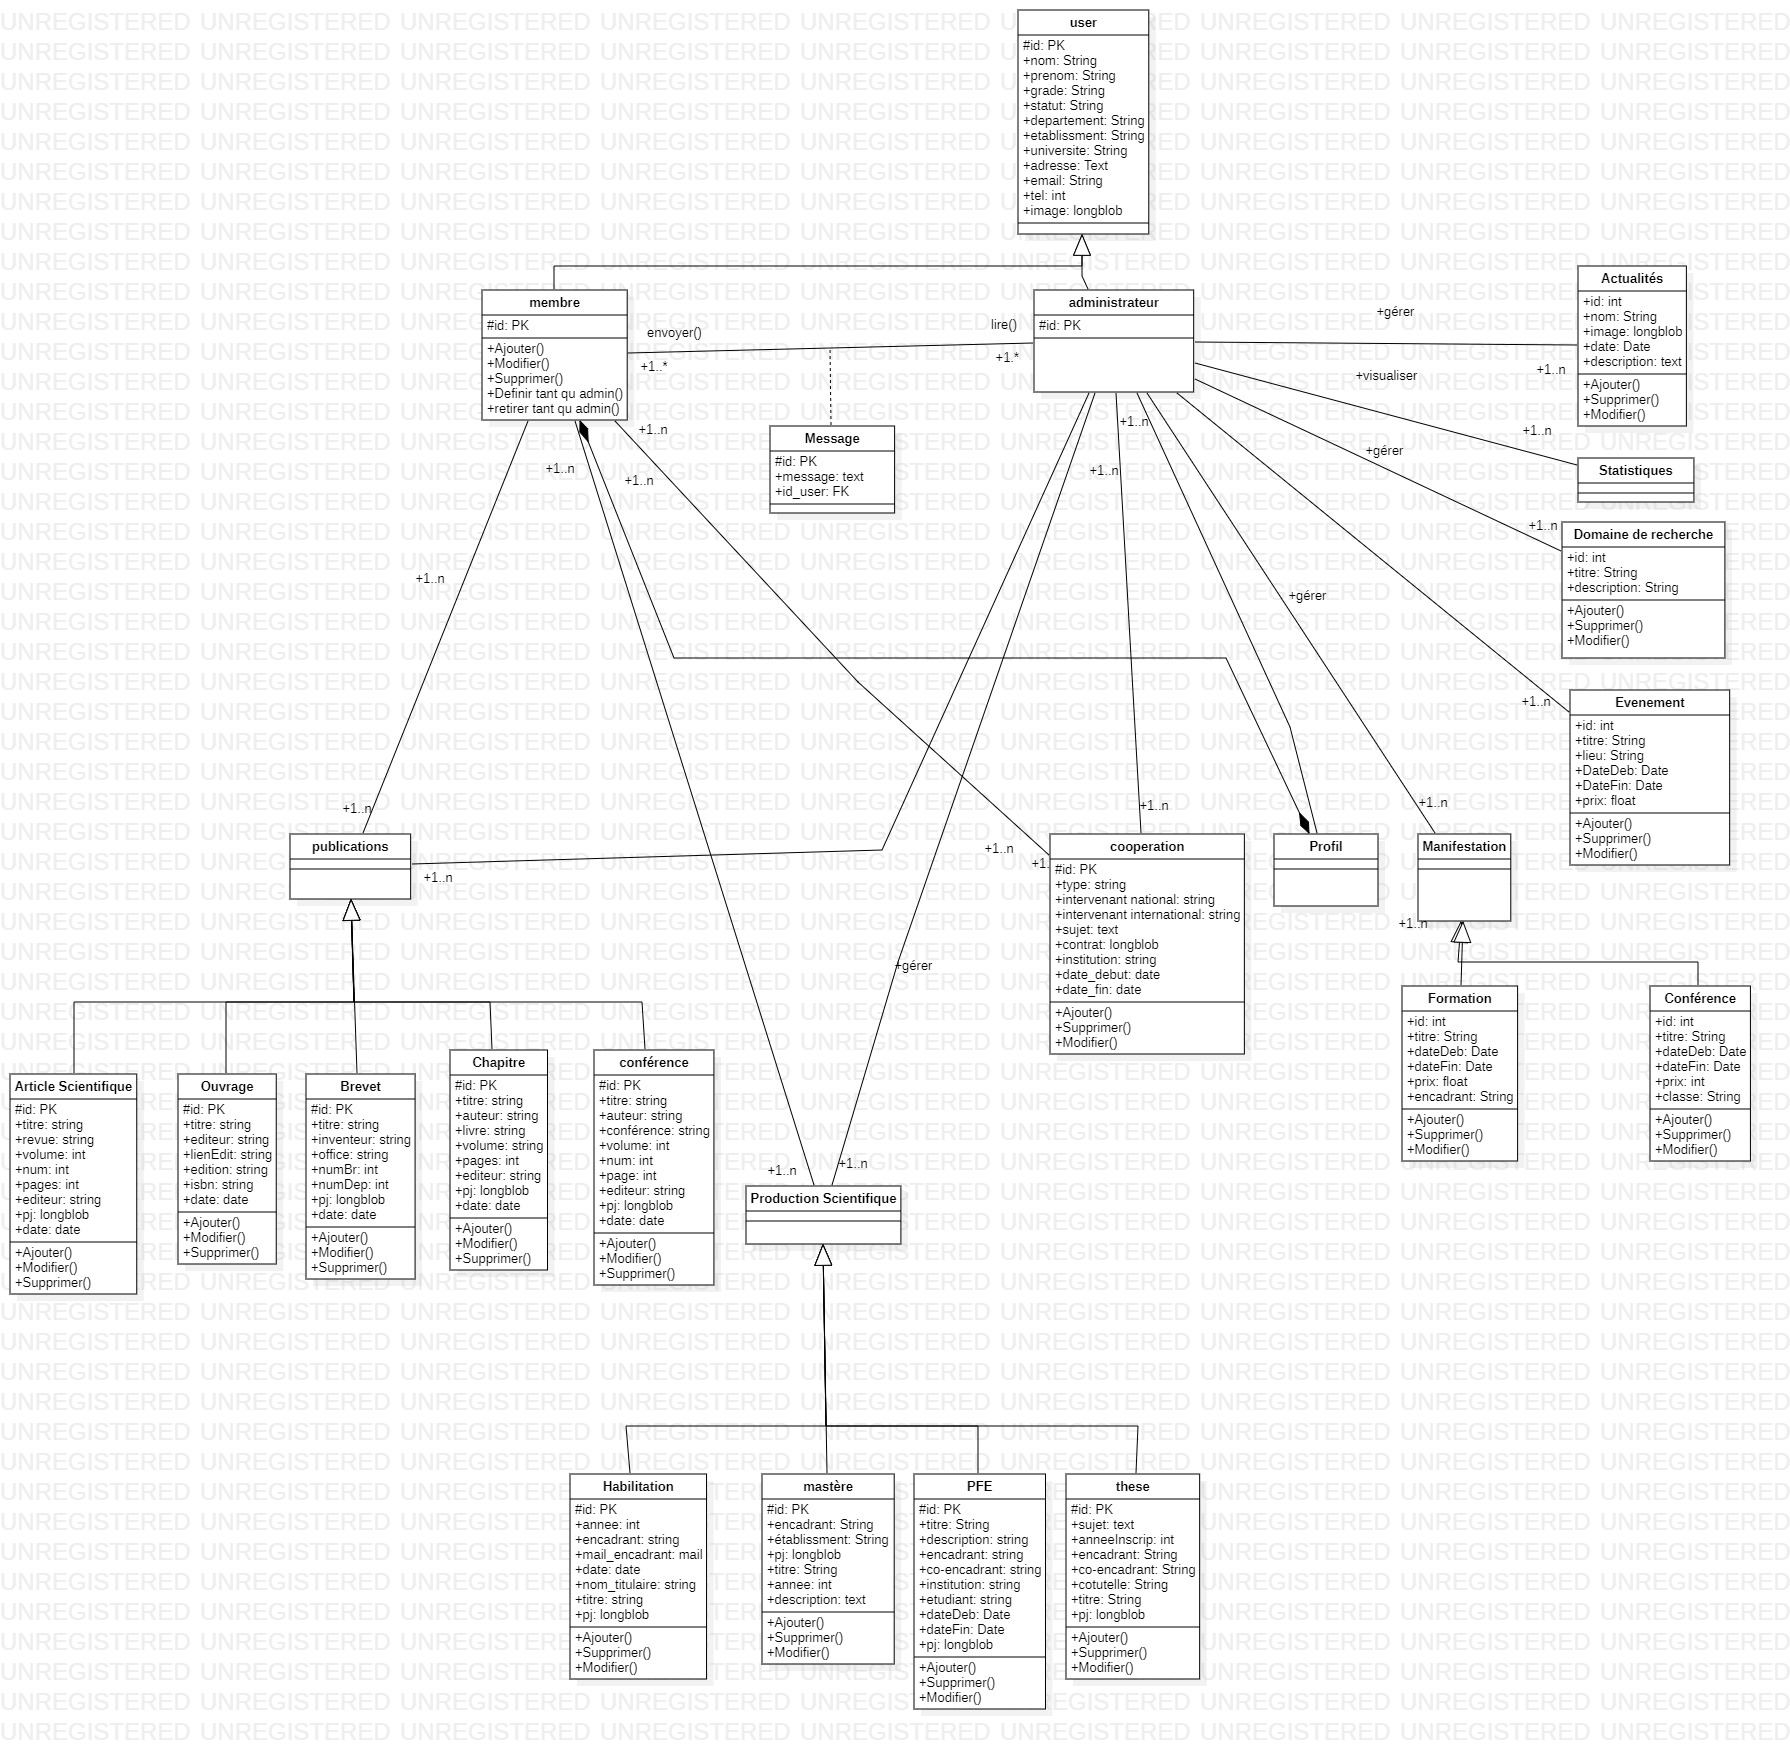 user
#id: PK
+nom: String
+prenom: String
+grade: String
+statut: String
+departement: String
+etablissment: String
+universite: String
+adresse: Text
+email: String
+tel: int
+image: longblob
membre
#id: PK
+Ajouter()
+Modifier()
+Supprimer()
+Definir tant qu admin()
+retirer tant qu admin()
envoyer()
+1..*
lire()
+1.*
administrateur
#id: PK
Message
#id: PK
+message: text
+id_user: FK
+gérer
+1..n
Actualités
+id: int
+nom: String
+image: longblob
+date: Date
+description: text
+Ajouter()
+Supprimer()
+Modifier()
+visualiser
+1..n
Statistiques
+gérer
+1..n
Domaine de recherche
+id: int
+titre: String
+description: String
+Ajouter()
+Supprimer()
+Modifier()
+1..n
Evenement
+id: int
+titre: String
+lieu: String
+DateDeb: Date
+DateFin: Date
+prix: float
+Ajouter()
+Supprimer()
+Modifier()
+1..n
+1..n
+1..n
+1..n
+1..n
+1..n
+gérer
+1..n
+1..n
+1..n
+1..n
+1..n
+1.
publications
cooperation
#id: PK
+type: string
+intervenant national: string
+intervenant international: string
+sujet: text
+contrat: longblob
+institution: string
+date_debut: date
+date_fin: date
+Ajouter()
+Supprimer()
+Modifier()
Profil
Manifestation
+1..n
+gérer
Formation
+id: int
+titre: String
+dateDeb: Date
+dateFin: Date
+prix: float
+encadrant: String
+Ajouter()
+Supprimer()
+Modifier()
Conférence
+id: int
+titre: String
+dateDeb: Date
+dateFin: Date
+prix: int
+classe: String
+Ajouter()
+Supprimer()
+Modifier()
Article Scientifique
#id: PK
+titre: string
+revue: string
+volume: int
+num: int
+pages: int
+editeur: string
+pj: longblob
+date: date
+Ajouter()
+Modifier()
+Supprimer()
Ouvrage
#id: PK
+titre: string
+editeur: string
+lienEdit: string
+edition: string
+isbn: string
+date: date
+Ajouter()
+Modifier()
+Supprimer()
Brevet
#id: PK
+titre: string
+inventeur: string
+office: string
+numBr: int
+numDep: int
+pj: longblob
+date: date
+Ajouter()
+Modifier()
+Supprimer()
Chapitre
#id: PK
+titre: string
+auteur: string
+livre: string
+volume: string
+pages: int
+editeur: string
+pj: longblob
+date: date
+Ajouter()
+Modifier()
+Supprimer()
conférence
#id: PK
+titre: string
+auteur: string
+conférence: string
+volume: int
+num: int
+page: int
+editeur: string
+pj: longblob
+date: date
+Ajouter()
+Modifier()
+Supprimer()
+1..n
+1..n
Production Scientifique
Habilitation
#id: PK
+annee: int
+encadrant: string
+mail_encadrant: mail
+date: date
+nom_titulaire: string
+titre: string
+pj: longblob
+Ajouter()
+Supprimer()
+Modifier()
mastère
#id: PK
+encadrant: String
+établissment: String
+pj: longblob
+titre: String
+annee: int
+description: text
+Ajouter()
+Supprimer()
+Modifier()
PFE
#id: PK
+titre: String
+description: string
+encadrant: string
+co-encadrant: string
+institution: string
+etudiant: string
+dateDeb: Date
+dateFin: Date
+pj: longblob
+Ajouter()
+Supprimer()
+Modifier()
these
#id: PK
+sujet: text
+anneeInscrip: int
+encadrant: String
+co-encadrant: String
+cotutelle: String
+titre: String
+pj: longblob
+Ajouter()
+Supprimer()
+Modifier()
UNREGISTERED